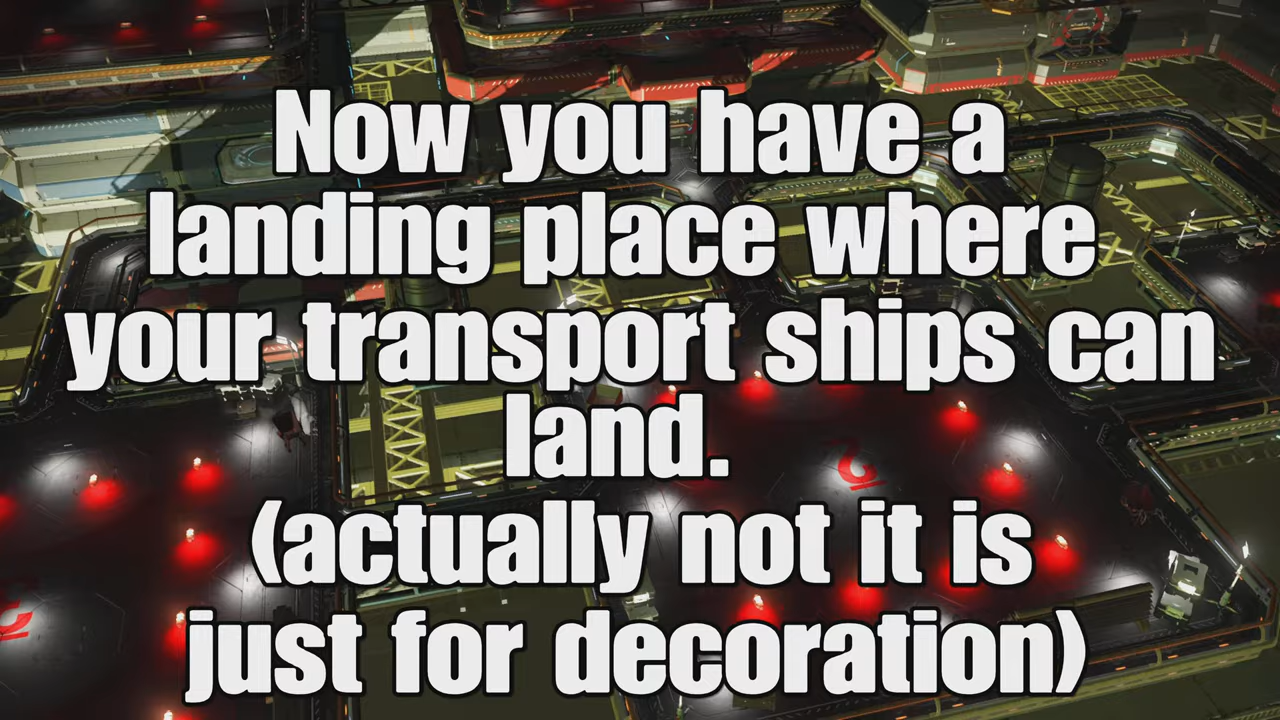 Now you have a
landing place where
your transport ships can
land.
(actually not it is
just for decoration)